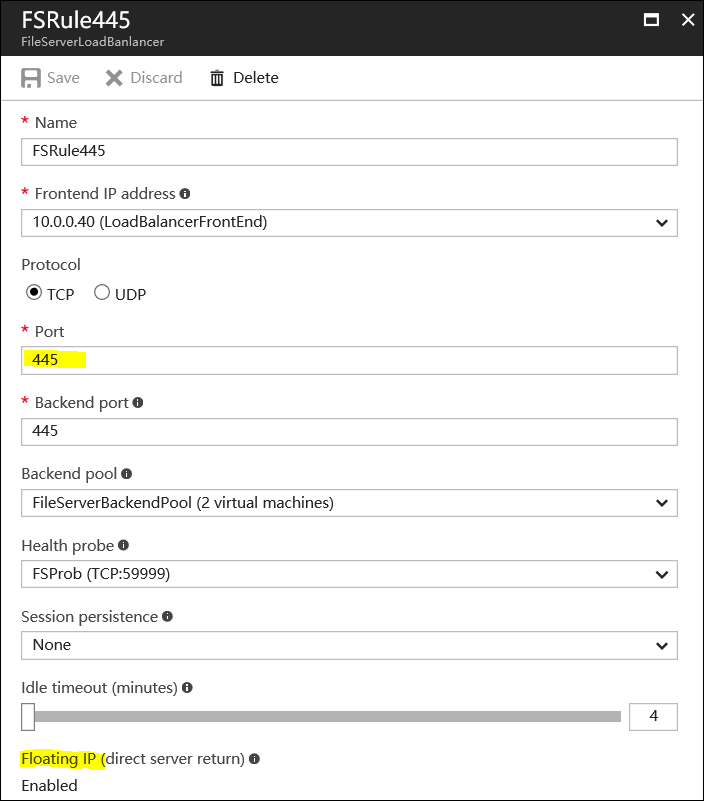 FSRule445
FileServerLoadBanlancer
Save Discard Delete
* Name
FSRule445
* Frontend IP address
10.0.0.40 (LoadBalancerFrontEnd)
Protocol
TCP UDP
* Port
445
* Backend port
445
Backend pool
FileServerBackendPool (2 virtual machines)
Health probe
FSProb (TCP:59999)
Session persistence
None
Idle timeout (minutes)
4
Floating IP (direct server return)
Enabled